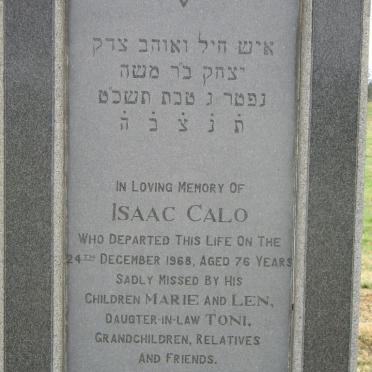 איש חיל ואוהב צדק
יצחק בר משה
נפטר ג טבת תשכט
ת נ צ ב ה
IN LOVING MEMORY OF
ISAAC CALO
WHO DEPARTED THIS LIFE ON THE
24TH DECEMBER 1968, AGED 76 YEARS
SADLY MISSED BY HIS
CHILDREN MARIE AND LEN,
DAUGTER-IN-LAW TONI,
GRANDCHILDREN, RELATIVES
AND FRIENDS.